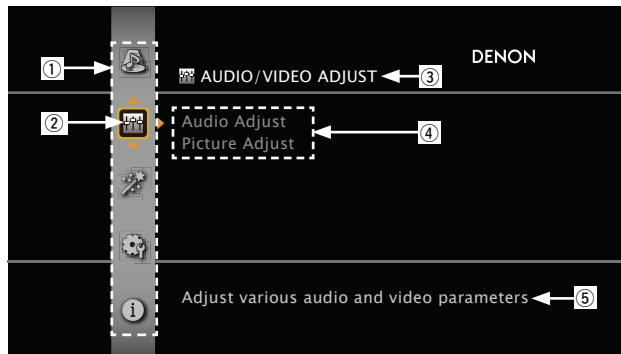 DENON
①
AUDIO/VIDEO ADJUST
③
②
Audio Adjust
④
Picture Adjust
Adjust various audio and video parameters
⑤
i